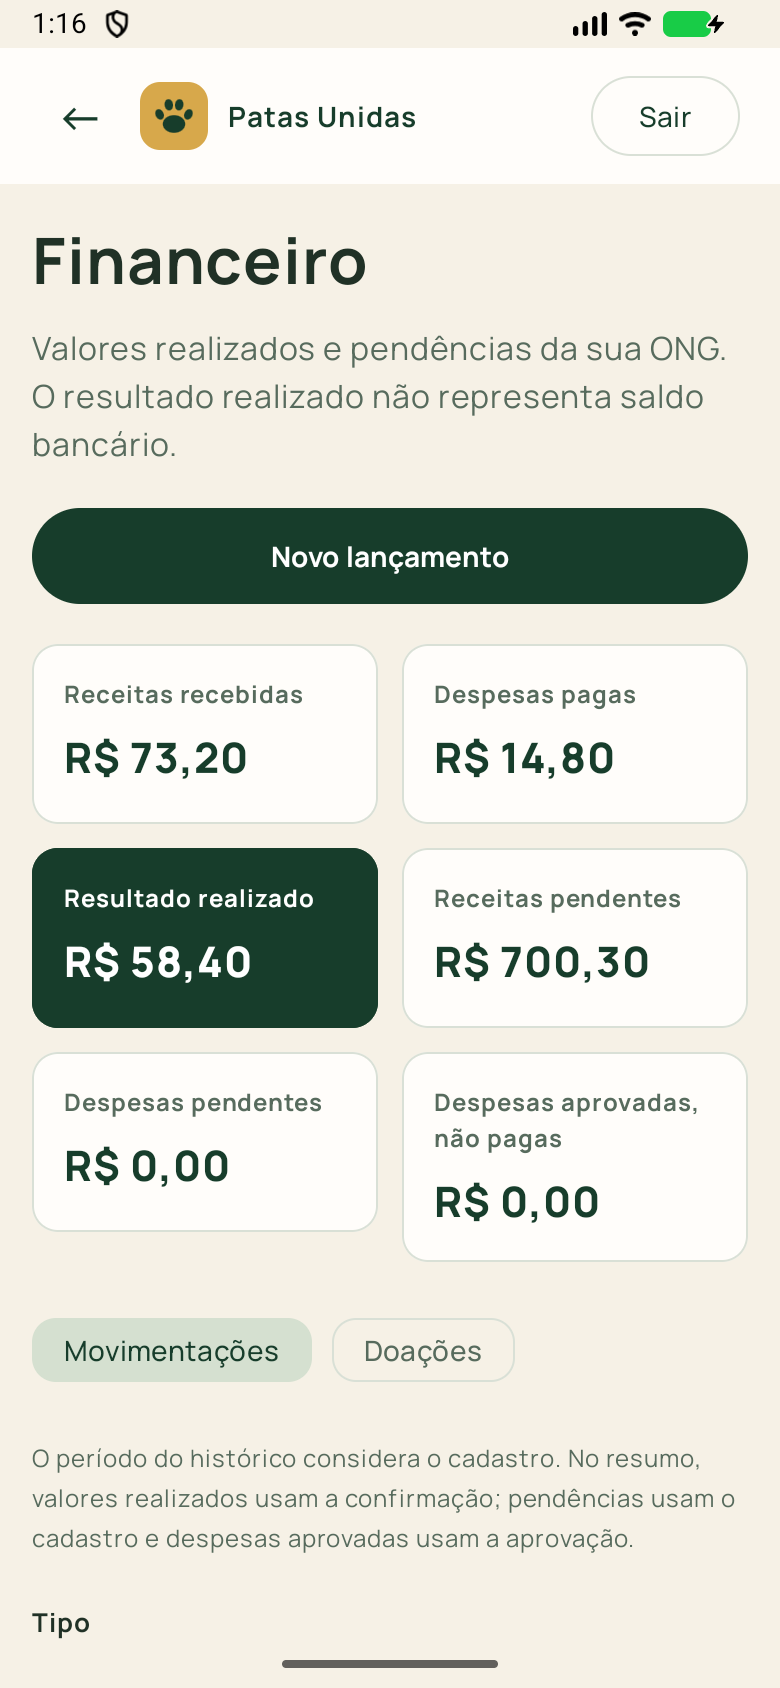 1:16
Patas Unidas
Sair
Financeiro
Valores realizados e pendências da sua ONG.
O resultado realizado não representa saldo
bancário.
Novo lançamento
Receitas recebidas
R$ 73,20
Despesas pagas
R$ 14,80
Resultado realizado
R$ 58,40
Receitas pendentes
R$ 700,30
Despesas pendentes
R$ 0,00
Despesas aprovadas,
não pagas
R$ 0,00
Movimentações
Doações
O período do histórico considera o cadastro. No resumo,
valores realizados usam a confirmação; pendências usam o
cadastro e despesas aprovadas usam a aprovação.
Tipo